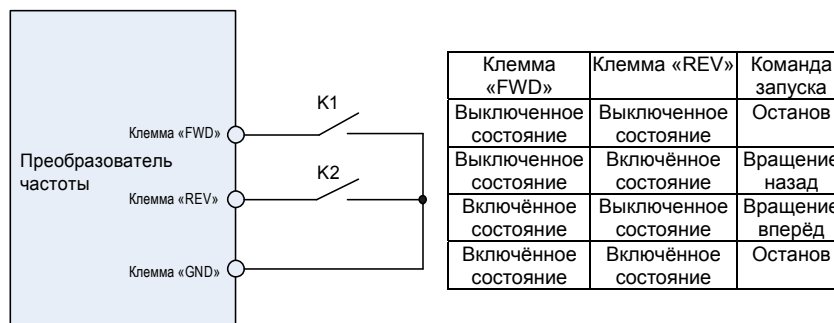 K1
Клемма «FWD»
Преобразователь
частоты
K2
Клемма «REV»
Клемма «GND»
Клемма «FWD» Клемма «REV» Команда запуска
Выключенное состояние Выключенное состояние Останов
Выключенное состояние Включённое состояние Вращение назад
Включённое состояние Выключенное состояние Вращение вперёд
Включённое состояние Включённое состояние Останов